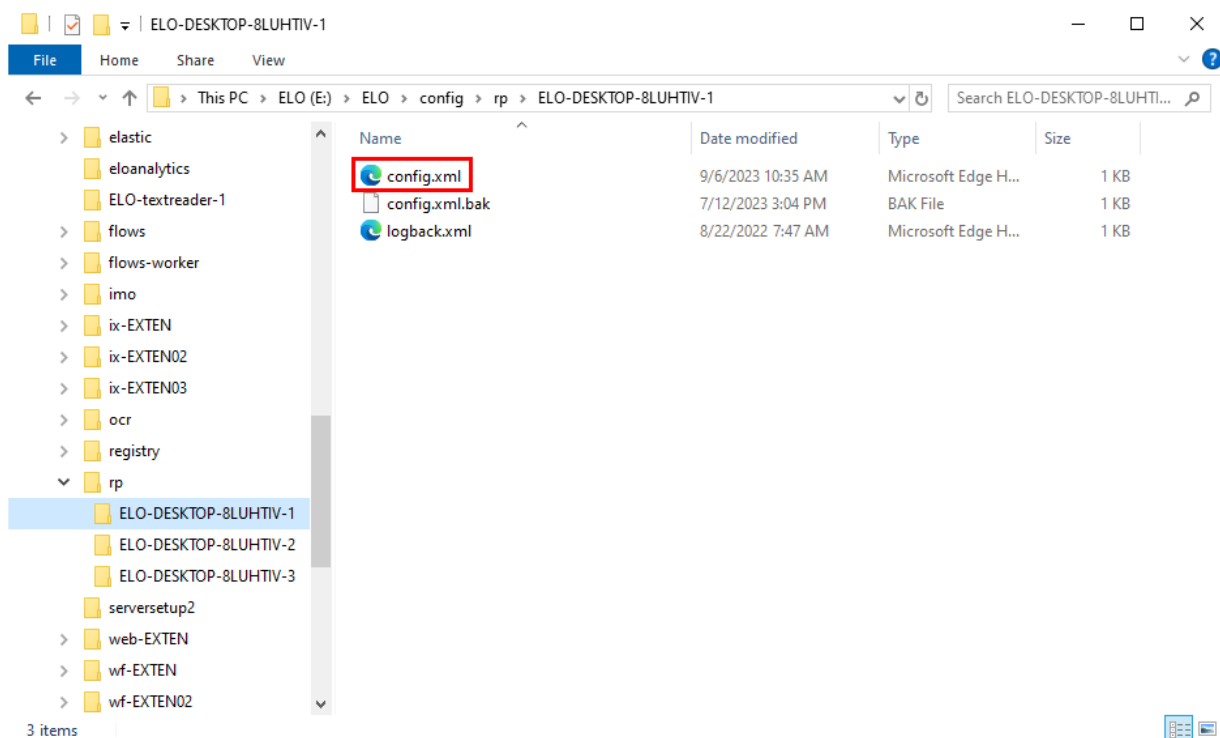 ELO-DESKTOP-8LUHTIV-1
File Home Share View
This PC > ELO (E:) > ELO > config > rp > ELO-DESKTOP-8LUHTIV-1
Search ELO-DESKTOP-8LUHTI...
elastic
eloanalytics
ELO-textreader-1
flows
flows-worker
imo
ix-EXTEN
ix-EXTEN02
ix-EXTEN03
ocr
registry
rp
ELO-DESKTOP-8LUHTIV-1
ELO-DESKTOP-8LUHTIV-2
ELO-DESKTOP-8LUHTIV-3
serversetup2
web-EXTEN
wf-EXTEN
wf-EXTEN02
Name Date modified Type Size
config.xml 9/6/2023 10:35 AM Microsoft Edge H... 1 KB
config.xml.bak 7/12/2023 3:04 PM BAK File 1 KB
logback.xml 8/22/2022 7:47 AM Microsoft Edge H... 1 KB
3 items